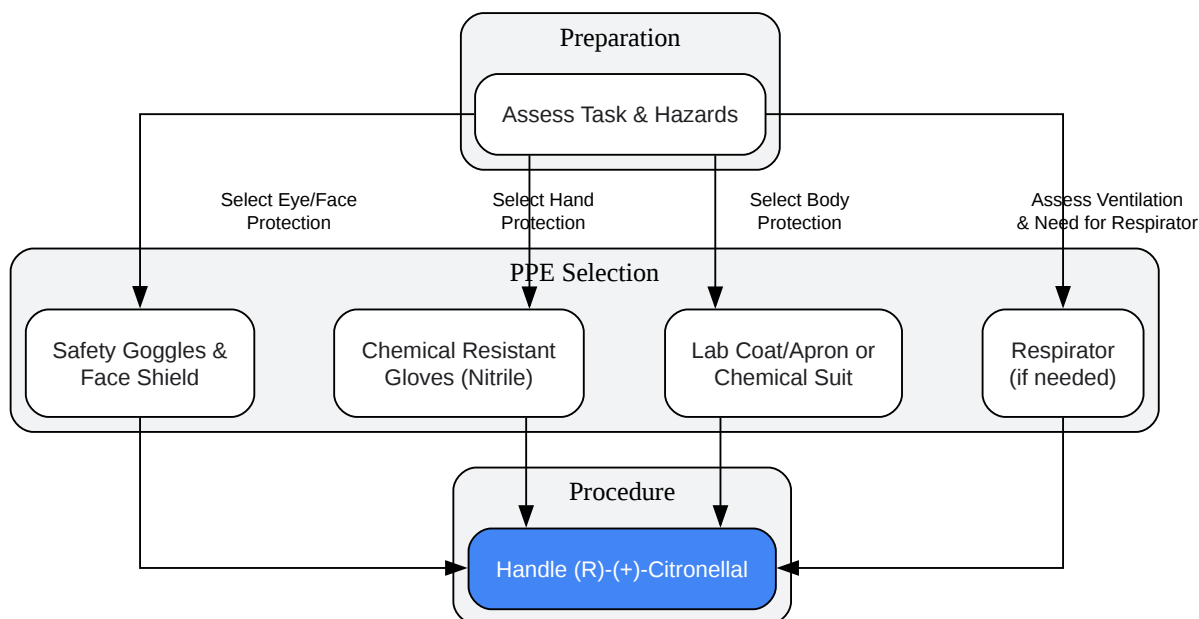 Preparation
Assess Task & Hazards
Select Eye/Face
Protection
Select Hand
Protection
Select Body
Protection
Assess Ventilation
& Need for Respirator
PPE Selection
Safety Goggles &
Face Shield
Chemical Resistant
Gloves (Nitrile)
Lab Coat/Apron or
Chemical Suit
Respirator
(if needed)
Procedure
Handle (R)-(+)-Citronellal